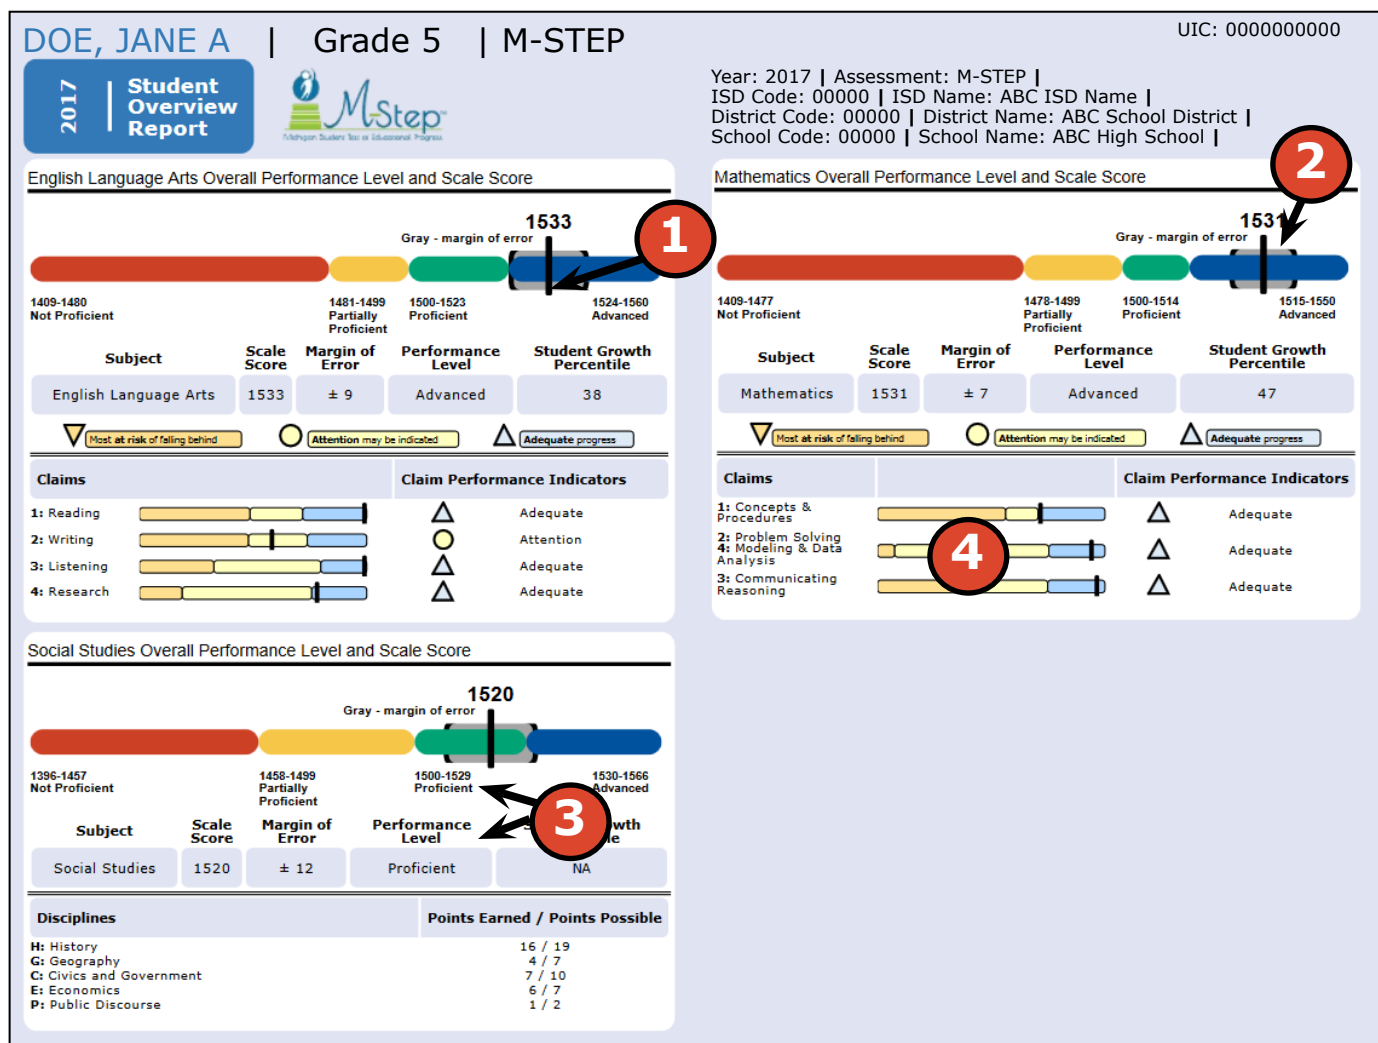 DOE, JANE A | Grade 5 | M-STEP
UIC: 0000000000
2017 | Student Overview Report
M-Step
Michigan Student Test of Educational Progress
Year: 2017 | Assessment: M-STEP |
ISD Code: 00000 | ISD Name: ABC ISD Name |
District Code: 00000 | District Name: ABC School District |
School Code: 00000 | School Name: ABC High School |
English Language Arts Overall Performance Level and Scale Score
1533
Gray - margin of error
1
1409-1480 Not Proficient
1481-1499 Partially Proficient
1500-1523 Proficient
1524-1560 Advanced
Subject Scale Score Margin of Error Performance Level Student Growth Percentile
English Language Arts 1533 ± 9 Advanced 38
Most at risk of falling behind Attention may be indicated Adequate progress
Claims Claim Performance Indicators
1: Reading Adequate
2: Writing Attention
3: Listening Adequate
4: Research Adequate
Mathematics Overall Performance Level and Scale Score
2
1531
Gray - margin of error
1409-1477 Not Proficient
1478-1499 Partially Proficient
1500-1514 Proficient
1515-1550 Advanced
Subject Scale Score Margin of Error Performance Level Student Growth Percentile
Mathematics 1531 ± 7 Advanced 47
Most at risk of falling behind Attention may be indicated Adequate progress
Claims Claim Performance Indicators
1: Concepts & Procedures Adequate
2: Problem Solving
4: Modeling & Data Analysis Adequate
3: Communicating Reasoning Adequate
4
Social Studies Overall Performance Level and Scale Score
1520
Gray - margin of error
1396-1457 Not Proficient
1458-1499 Partially Proficient
1500-1529 Proficient
1530-1566 Advanced
3
Subject Scale Score Margin of Error Performance Level
Social Studies 1520 ± 12 Proficient NA
Disciplines Points Earned / Points Possible
H: History 16 / 19
G: Geography 4 / 7
C: Civics and Government 7 / 10
E: Economics 6 / 7
P: Public Discourse 1 / 2